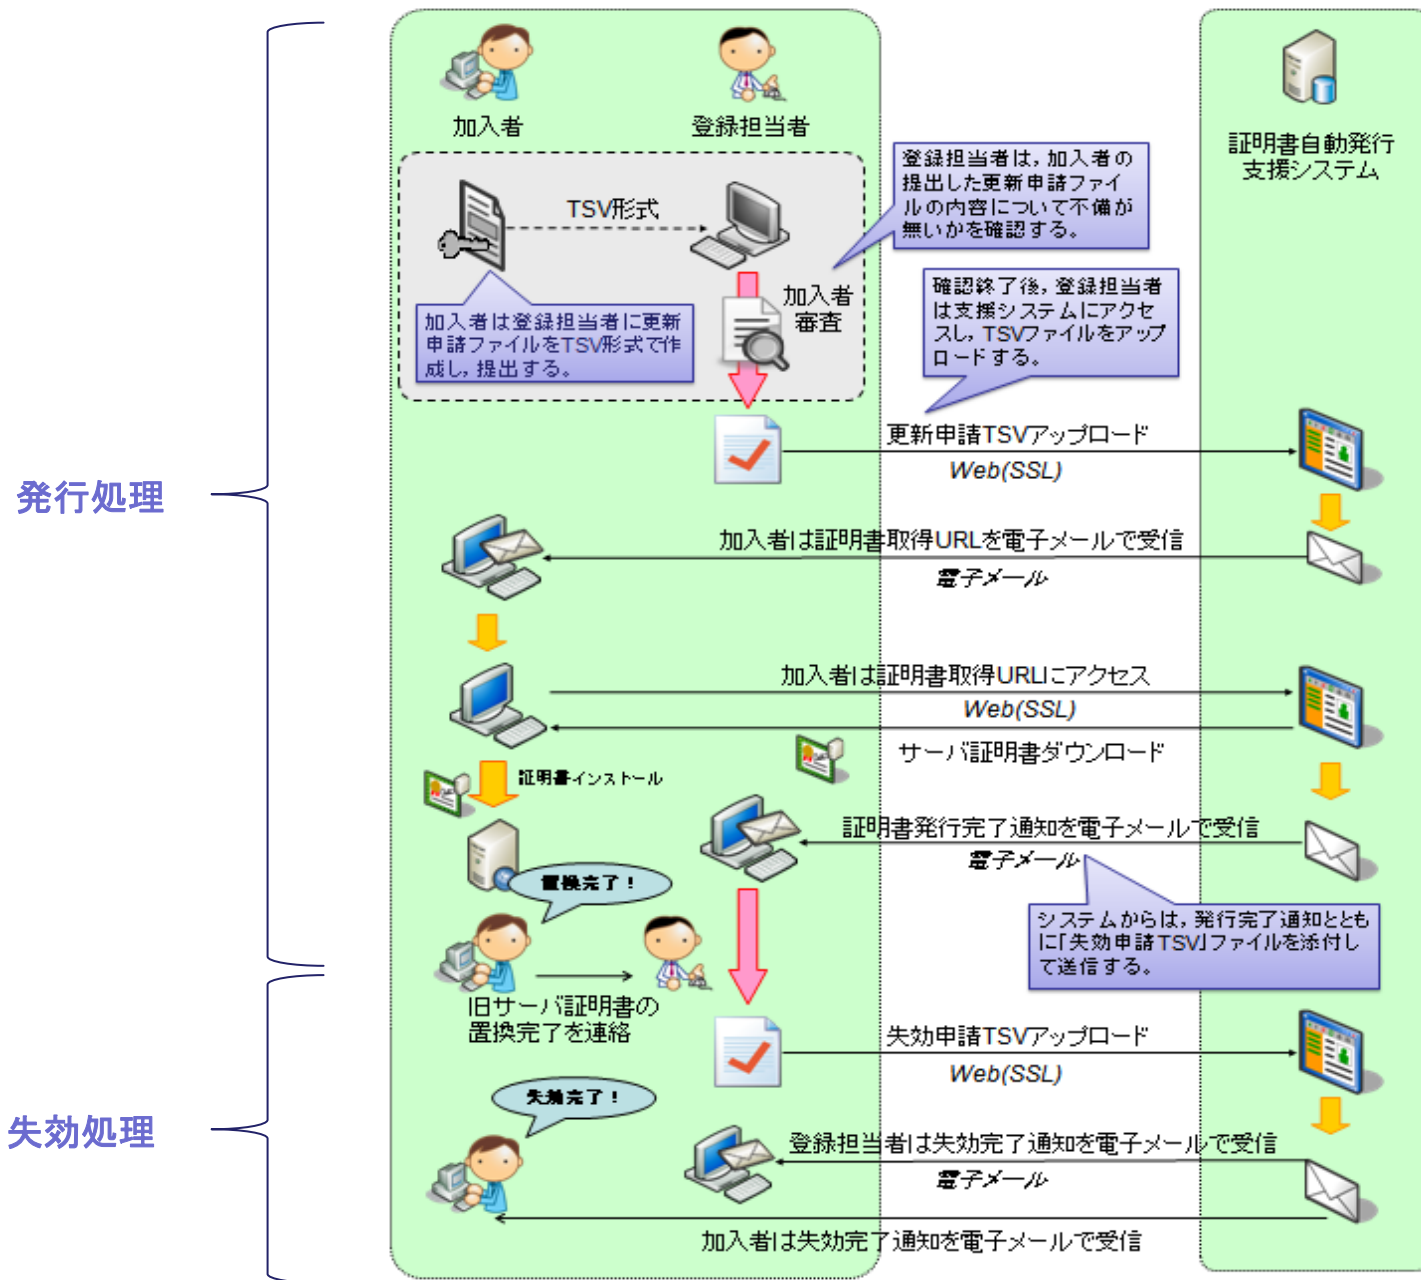 加入者
登録担当者
証明書自動発行
支援システム
登録担当者は，加入者の
提出した更新申請ファイ
ルの内容について不備が
無いかを確認する。
TSV形式
加入者
審査
確認終了後，登録担当者
は支援システムにアクセ
スし，TSVファイルをアップ
ロードする。
加入者は登録担当者に更新
申請ファイルをTSV形式で作
成し，提出する。
更新申請TSVアップロード
Web(SSL)
発行処理
加入者は証明書取得URLを電子メールで受信
電子メール
加入者は証明書取得URLにアクセス
Web(SSL)
サーバ証明書ダウンロード
証明書インストール
証明書発行完了通知を電子メールで受信
電子メール
置換完了！
システムからは，発行完了通知ととも
に「失効申請TSV」ファイルを添付し
て送信する。
旧サーバ証明書の
置換完了を連絡
失効申請TSVアップロード
Web(SSL)
失効完了！
失効処理
登録担当者は失効完了通知を電子メールで受信
電子メール
加入者は失効完了通知を電子メールで受信